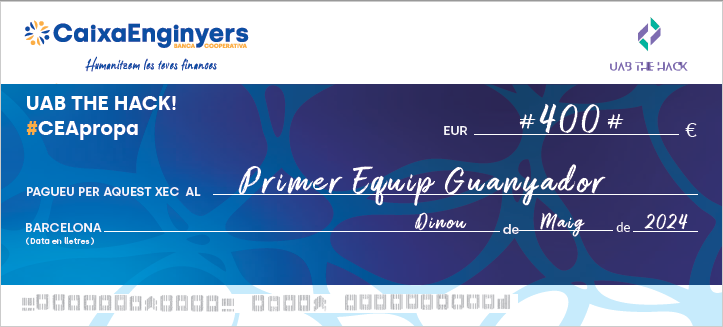 CaixaEnginyers
BANCA COOPERATIVA
Humanitzem les teves finances
UAB THE HACK
UAB THE HACK!
#CEApropa
EUR #400# €
PAGUEU PER AQUEST XEC AL Primer Equip Guanyador
BARCELONA Dinou de Maig de 2024
(Data en lletres)